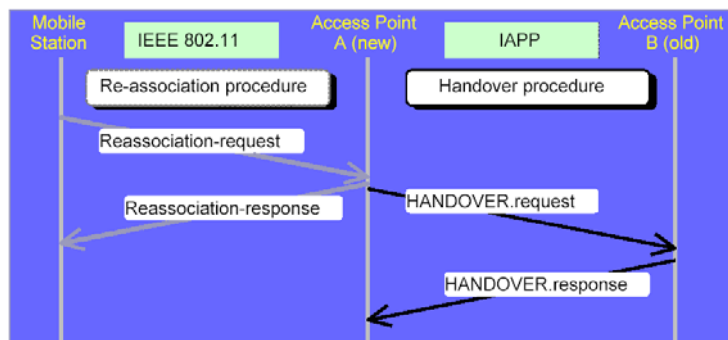 Mobile
Station
IEEE 802.11
Access Point
A (new)
IAPP
Access Point
B (old)
Re-association procedure
Handover procedure
Reassociation-request
Reassociation-response
HANDOVER.request
HANDOVER.response